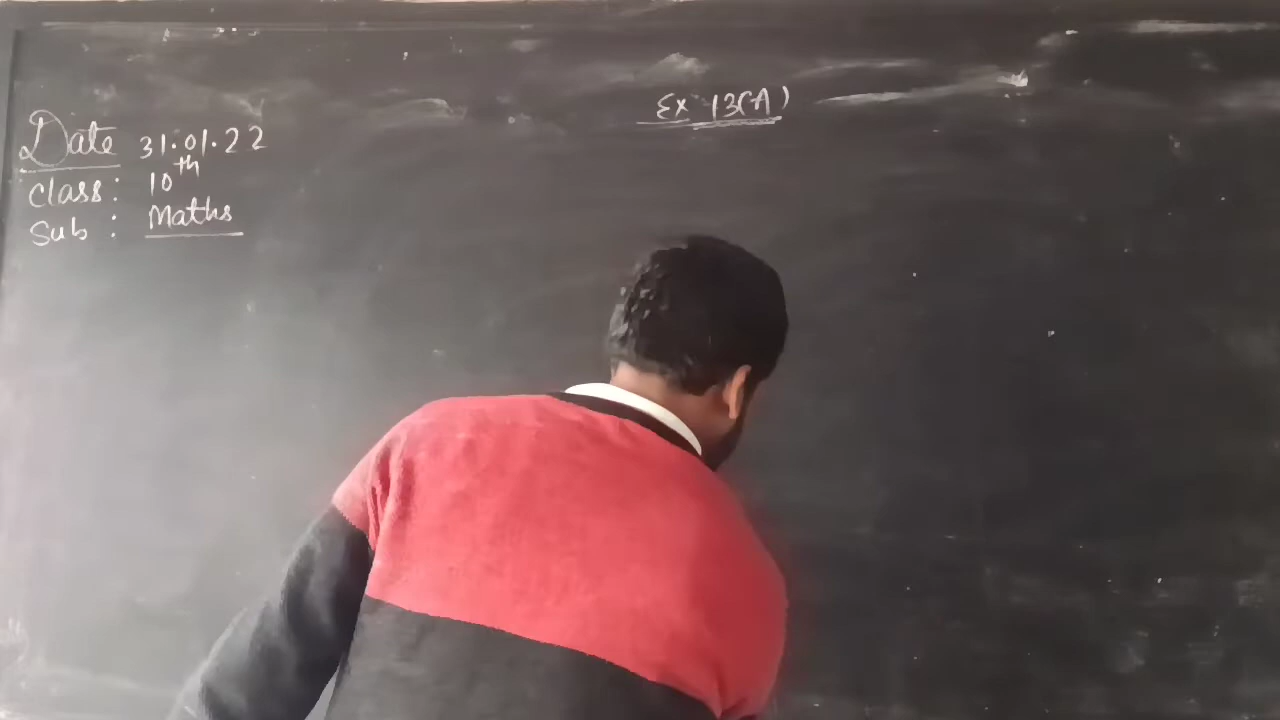 Ex 13(A)
Date 31.01.22
Class: 10th
Sub : Maths